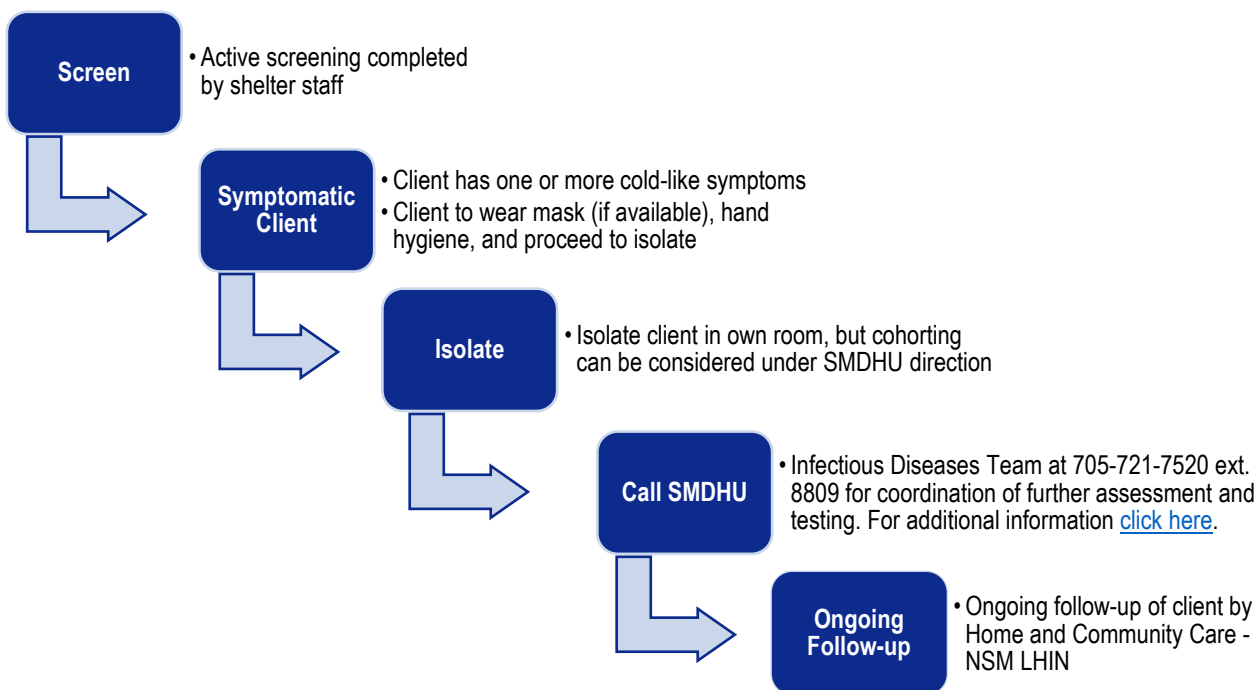 Screen
• Active screening completed
by shelter staff
Symptomatic
Client
• Client has one or more cold-like symptoms
• Client to wear mask (if available), hand
hygiene, and proceed to isolate
Isolate
• Isolate client in own room, but cohorting
can be considered under SMDHU direction
Call SMDHU
• Infectious Diseases Team at 705-721-7520 ext.
8809 for coordination of further assessment and
testing. For additional information click here.
Ongoing
Follow-up
• Ongoing follow-up of client by
Home and Community Care -
NSM LHIN